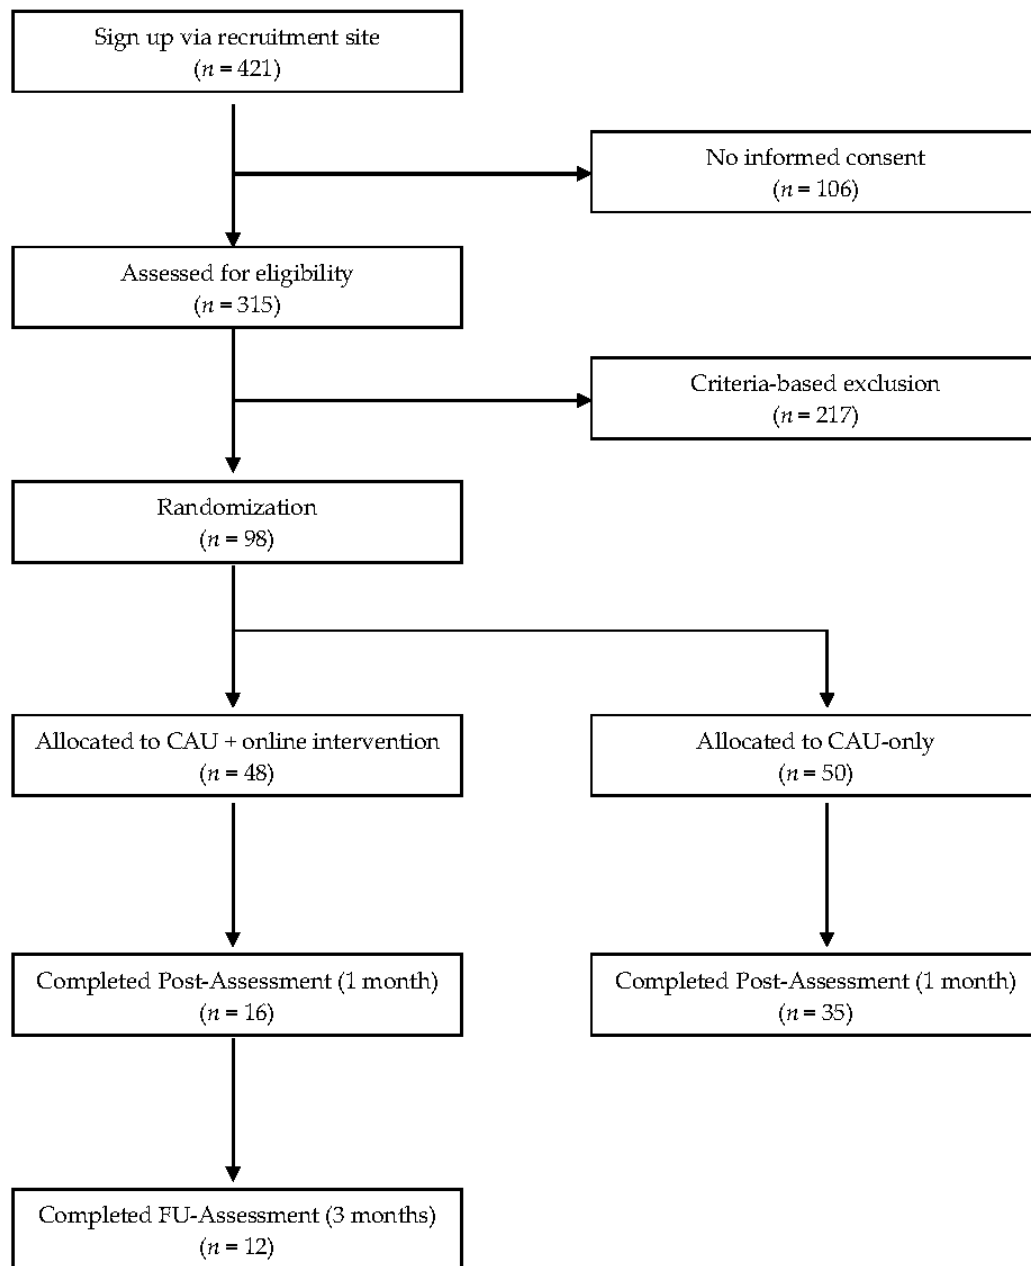 Sign up via recruitment site
(n = 421)
No informed consent
(n = 106)
Assessed for eligibility
(n = 315)
Criteria-based exclusion
(n = 217)
Randomization
(n = 98)
Allocated to CAU + online intervention
(n = 48)
Allocated to CAU-only
(n = 50)
Completed Post-Assessment (1 month)
(n = 16)
Completed Post-Assessment (1 month)
(n = 35)
Completed FU-Assessment (3 months)
(n = 12)